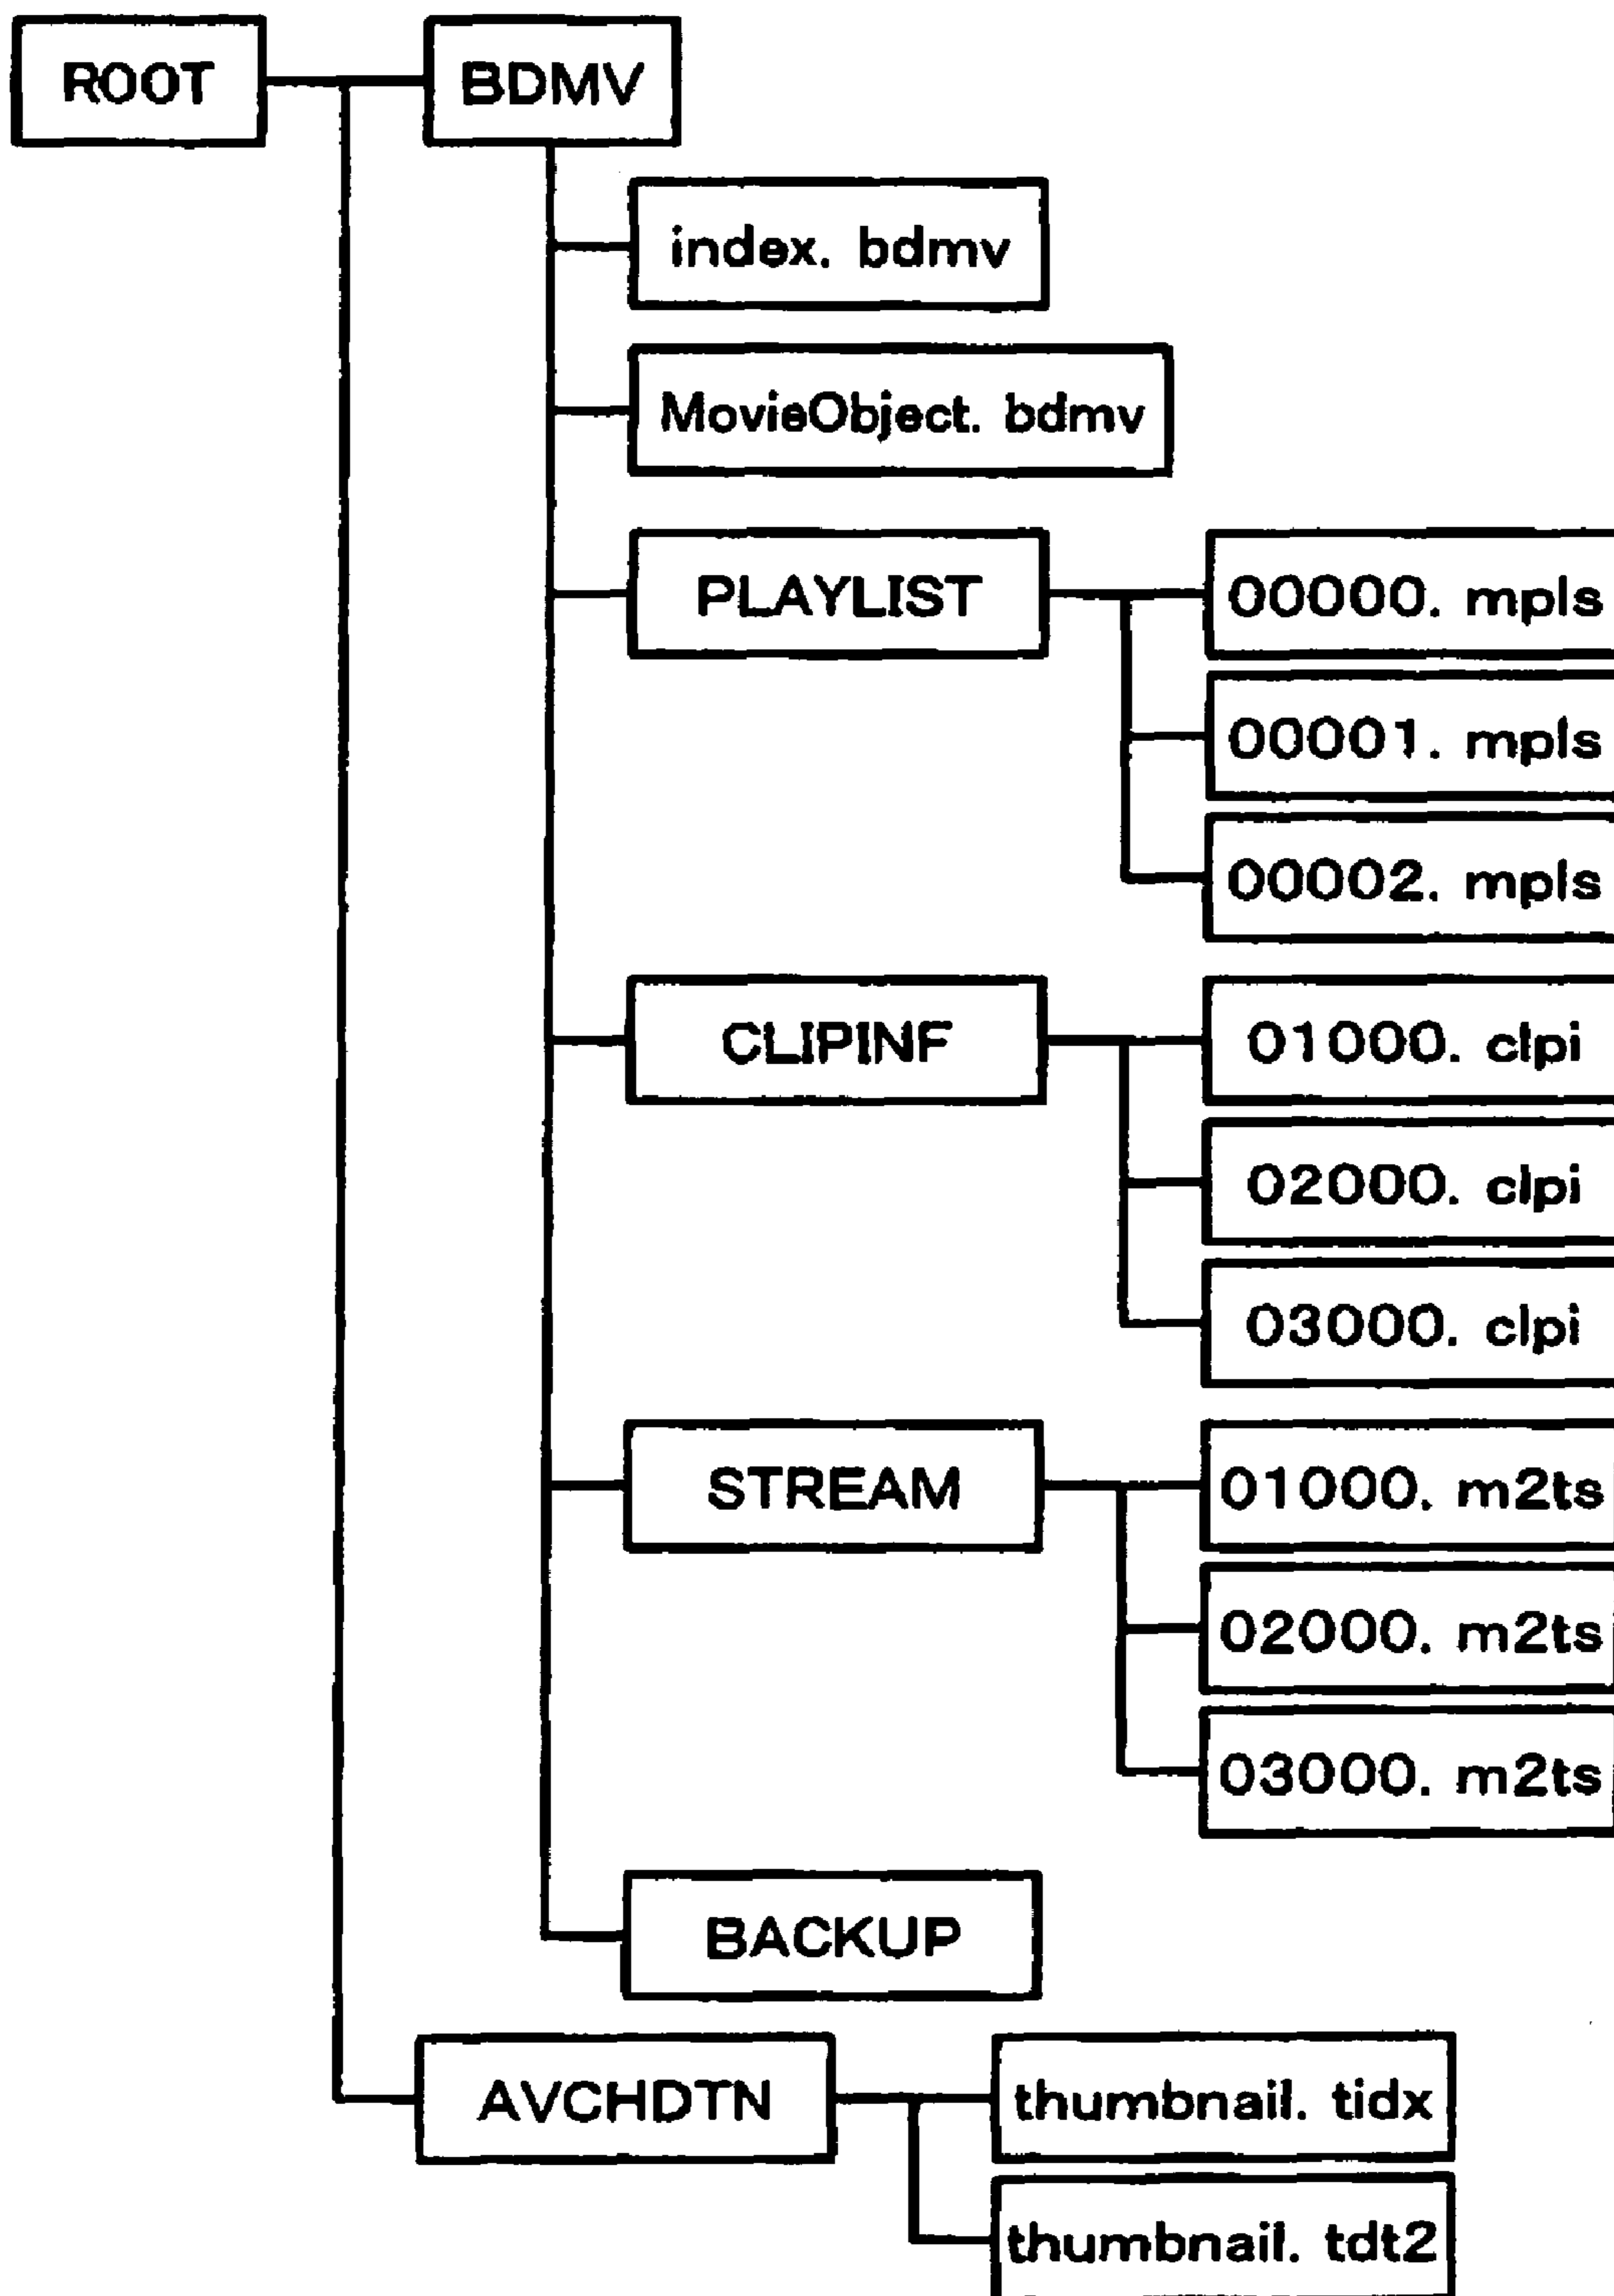 ROOT
BDMV
index. bdmv
MovieObject. bdmv
PLAYLIST
00000. mpls
00001. mpls
00002. mpls
CLIPINF
01000. clpi
02000. clpi
03000. clpi
STREAM
01000. m2ts
02000. m2ts
03000. m2ts
BACKUP
AVCHDTN
thumbnail. tidx
thumbnail. tdt2